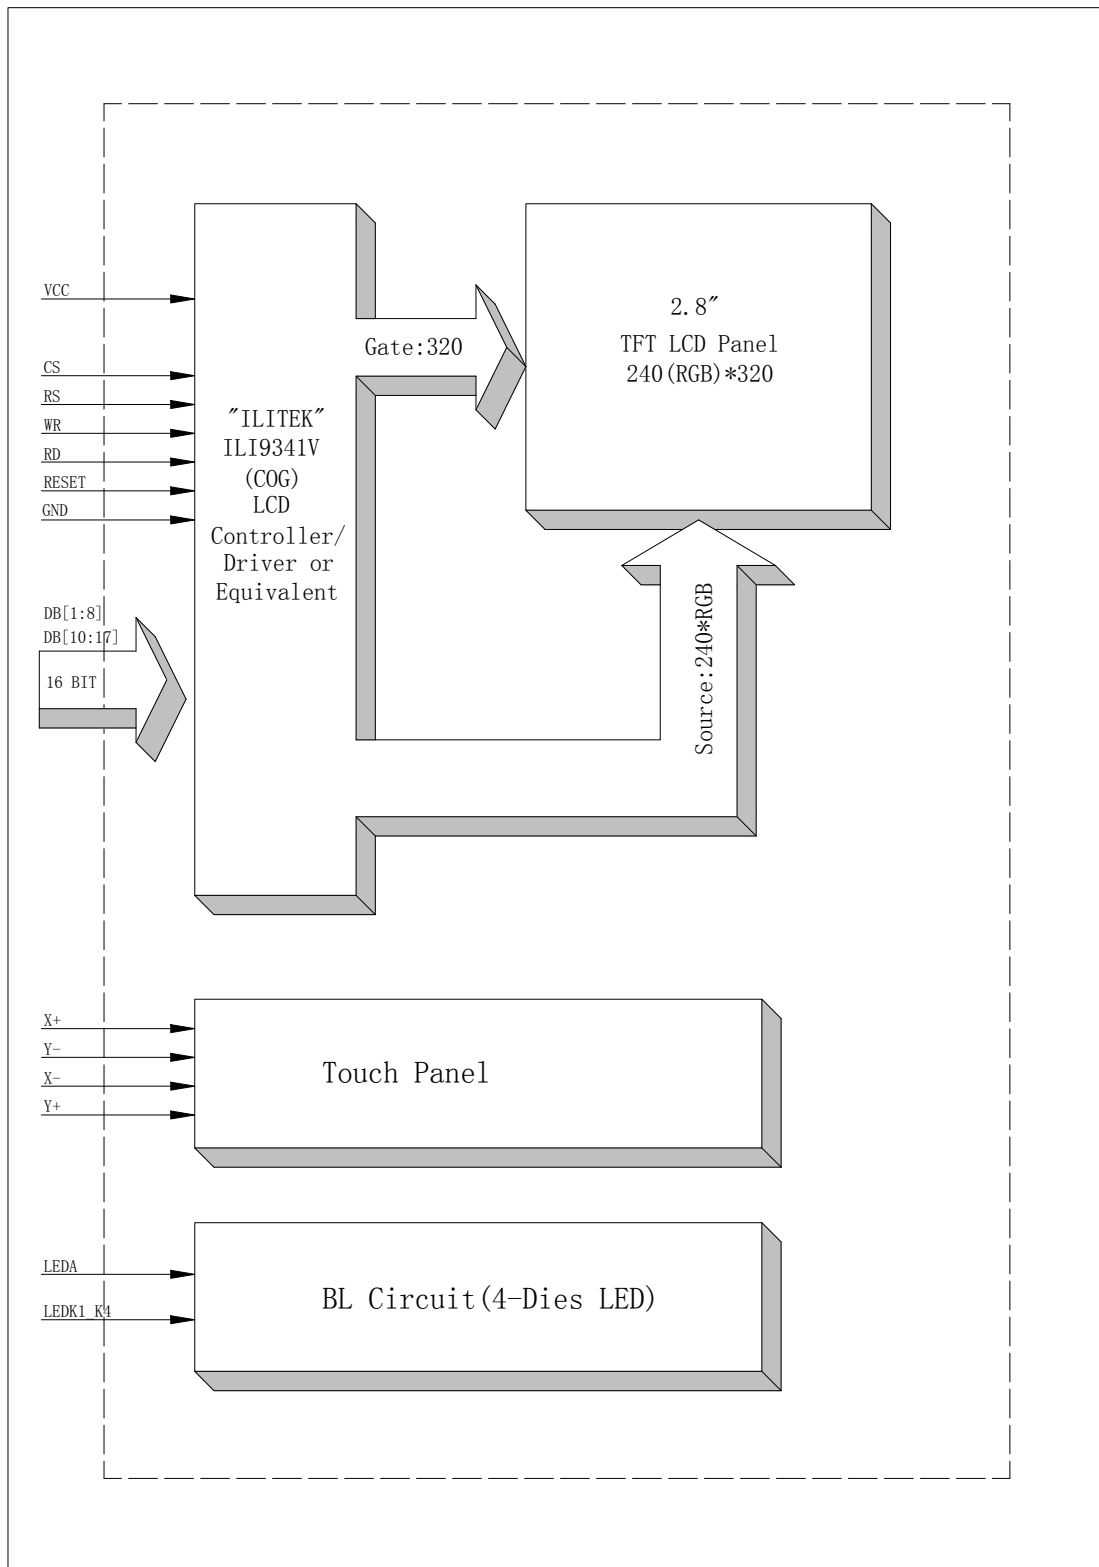 VCC
CS
RS
WR
RD
RESET
GND
DB[1:8]
DB[10:17]
16 BIT
"ILITEK"
ILI9341V
(COG)
LCD
Controller/
Driver or
Equivalent
Gate:320
2.8"
TFT LCD Panel
240(RGB)*320
Source:240*RGB
X+
Y-
X-
Y+
Touch Panel
LEDA
LEDK1_K4
BL Circuit(4-Dies LED)